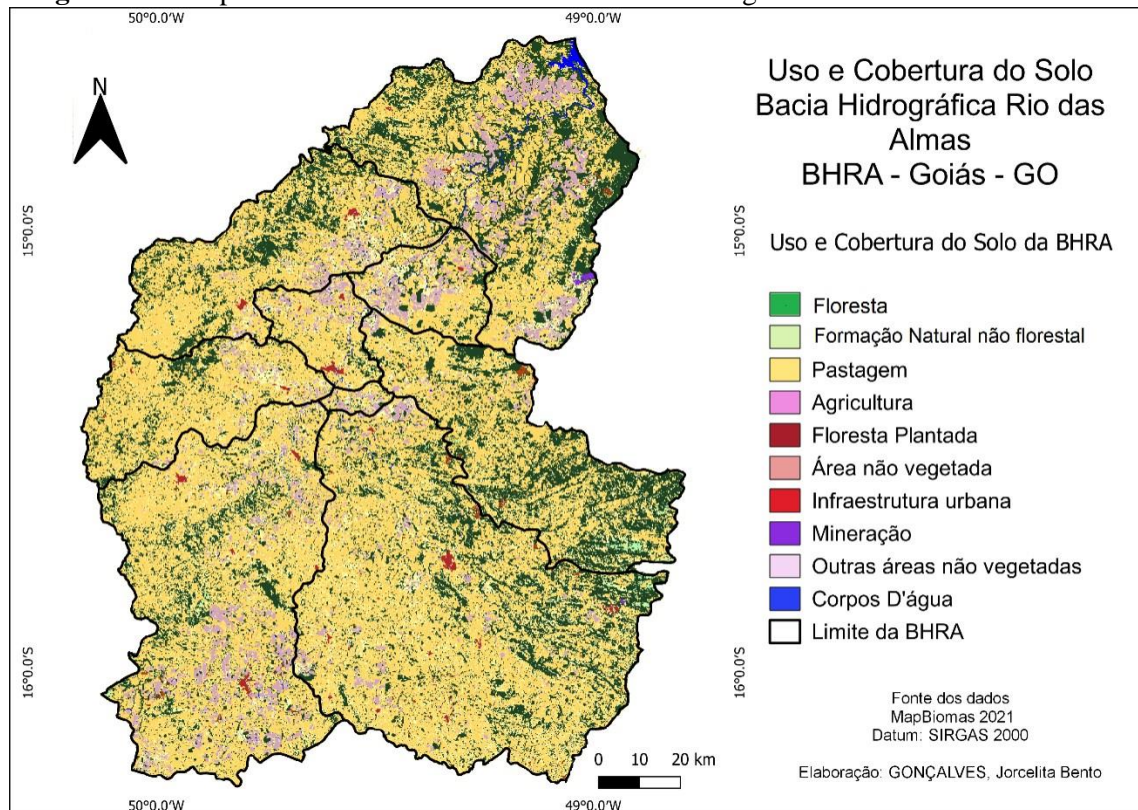 50°0.0'W 49°0.0'W
N
15°0.0'S 15°0.0'S
16°0.0'S 16°0.0'S
0 10 20 km
50°0.0'W 49°0.0'W
Uso e Cobertura do Solo
Bacia Hidrográfica Rio das
Almas
BHRA - Goiás - GO
Uso e Cobertura do Solo da BHRA
Floresta
Formação Natural não florestal
Pastagem
Agricultura
Floresta Plantada
Área não vegetada
Infraestrutura urbana
Mineração
Outras áreas não vegetadas
Corpos D'água
Limite da BHRA
Fonte dos dados
MapBiomas 2021
Datum: SIRGAS 2000
Elaboração: GONÇALVES, Jorcelita Bento